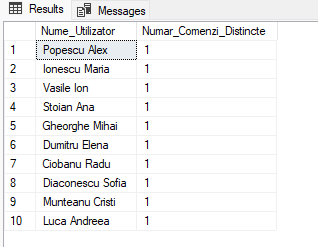 Results Messages
Nume_Utilizator Numar_Comenzi_Distincte
1 Popescu Alex 1
2 Ionescu Maria 1
3 Vasile Ion 1
4 Stoian Ana 1
5 Gheorghe Mihai 1
6 Dumitru Elena 1
7 Ciobanu Radu 1
8 Diaconescu Sofia 1
9 Munteanu Cristi 1
10 Luca Andreea 1